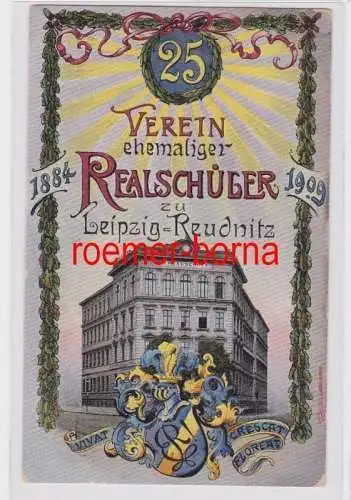 25
VEREIN
ehemaliger
1884 REALSCHÜLER 1909
zu
Leipzig=Reudnitz
roemer-borna
VIVAT
CRESCAT
FLOREAT